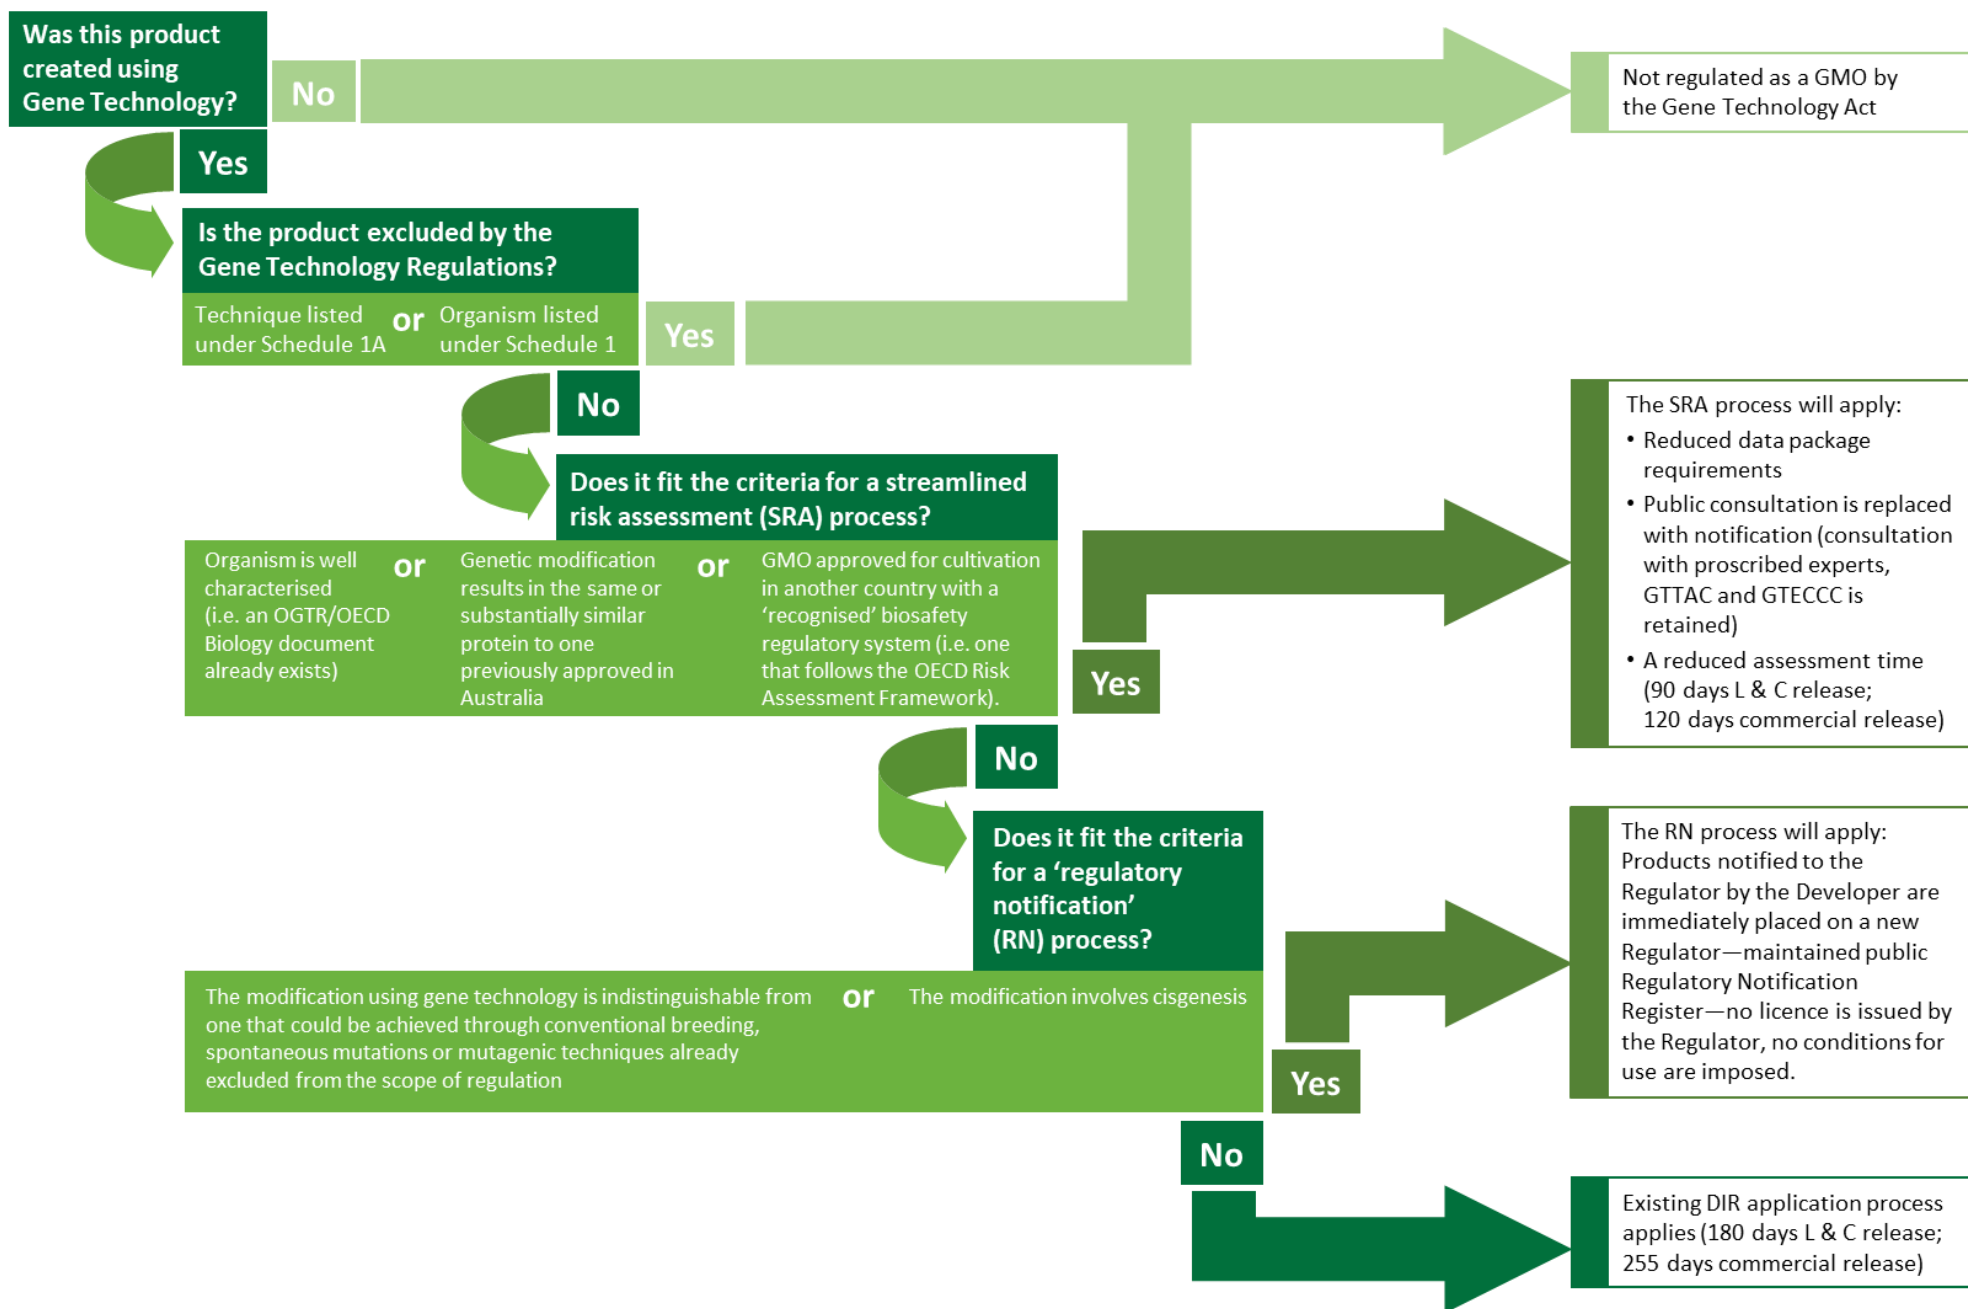 Was this product
created using
Gene Technology?
No
Not regulated as a GMO by
the Gene Technology Act
Yes
Is the product excluded by the
Gene Technology Regulations?
Technique listed
under Schedule 1A
or
Organism listed
under Schedule 1
Yes
No
Does it fit the criteria for a streamlined
risk assessment (SRA) process?
Organism is well
characterised
(i.e. an OGTR/OECD
Biology document
already exists)
or
Genetic modification
results in the same or
substantially similar
protein to one
previously approved in
Australia
or
GMO approved for cultivation
in another country with a
‘recognised’ biosafety
regulatory system (i.e. one
that follows the OECD Risk
Assessment Framework).
Yes
The SRA process will apply:
• Reduced data package
requirements
• Public consultation is replaced
with notification (consultation
with proscribed experts,
GTTAC and GTECCC is
retained)
• A reduced assessment time
(90 days L & C release;
120 days commercial release)
No
Does it fit the criteria
for a ‘regulatory
notification’
(RN) process?
The modification using gene technology is indistinguishable from
one that could be achieved through conventional breeding,
spontaneous mutations or mutagenic techniques already
excluded from the scope of regulation
or
The modification involves cisgenesis
Yes
The RN process will apply:
Products notified to the
Regulator by the Developer are
immediately placed on a new
Regulator—maintained public
Regulatory Notification
Register—no licence is issued by
the Regulator, no conditions for
use are imposed.
No
Existing DIR application process
applies (180 days L & C release;
255 days commercial release)